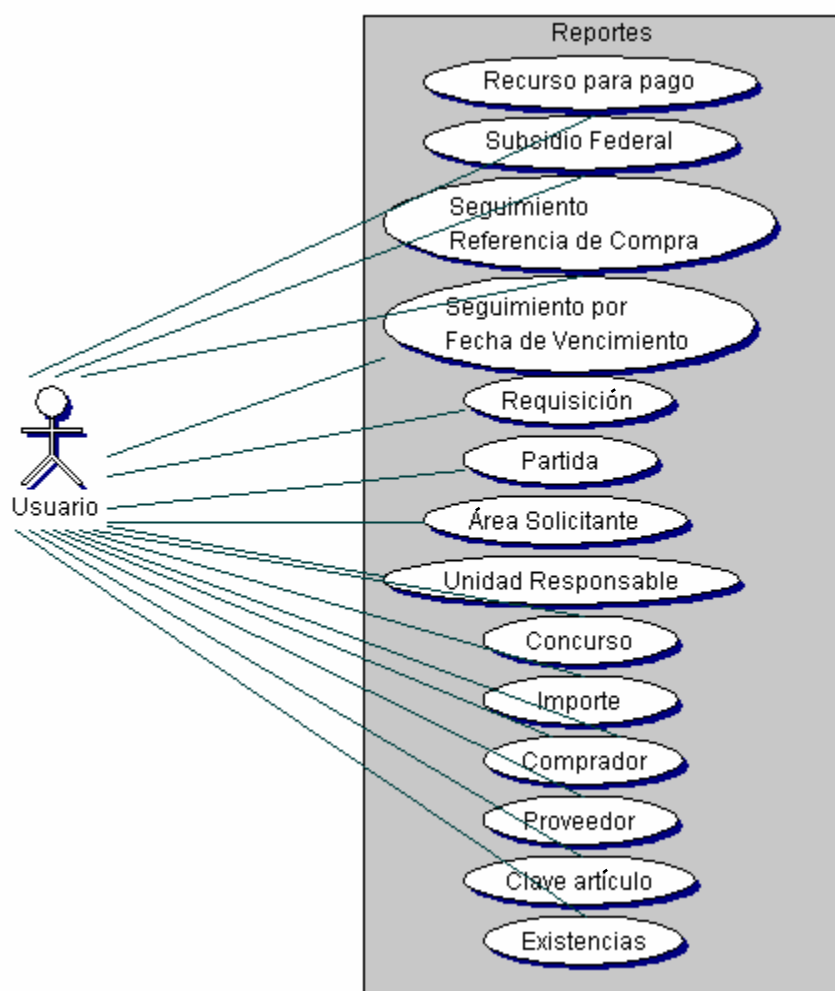 Reportes
Recurso para pago
Subsidio Federal
Seguimiento
Referencia de Compra
Seguimiento por
Fecha de Vencimiento
Requisición
Partida
Usuario
Área Solicitante
Unidad Responsable
Concurso
Importe
Comprador
Proveedor
Clave artículo
Existencias